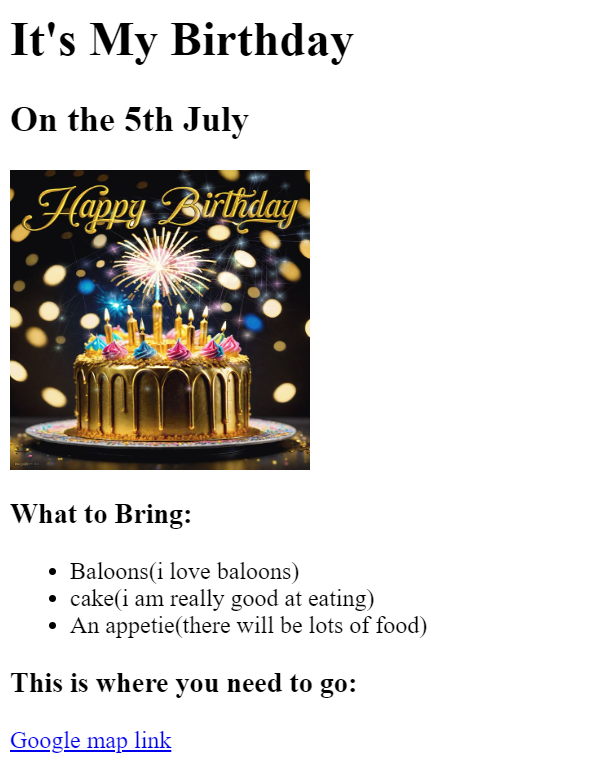 It's My Birthday
On the 5th July
Happy Birthday
What to Bring:
Baloons(i love baloons)
cake(i am really good at eating)
An appetie(there will be lots of food)
This is where you need to go:
Google map link